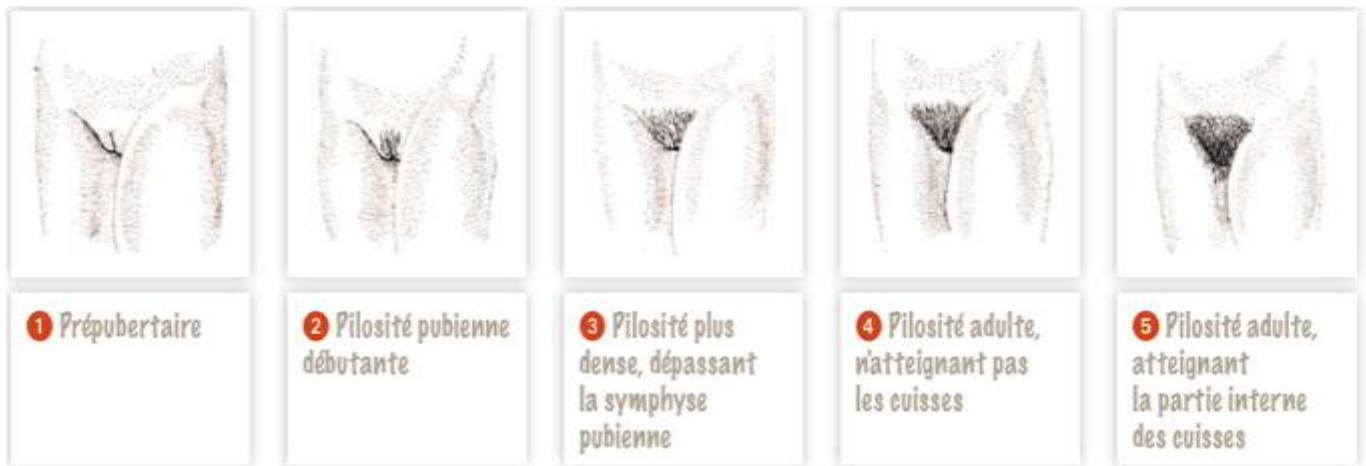 1 Prépubertaire
2 Pilosité pubienne
débutante
3 Pilosité plus
dense, dépassant
la symphyse
pubienne
4 Pilosité adulte,
n'atteignant pas
les cuisses
5 Pilosité adulte,
atteignant
la partie interne
des cuisses